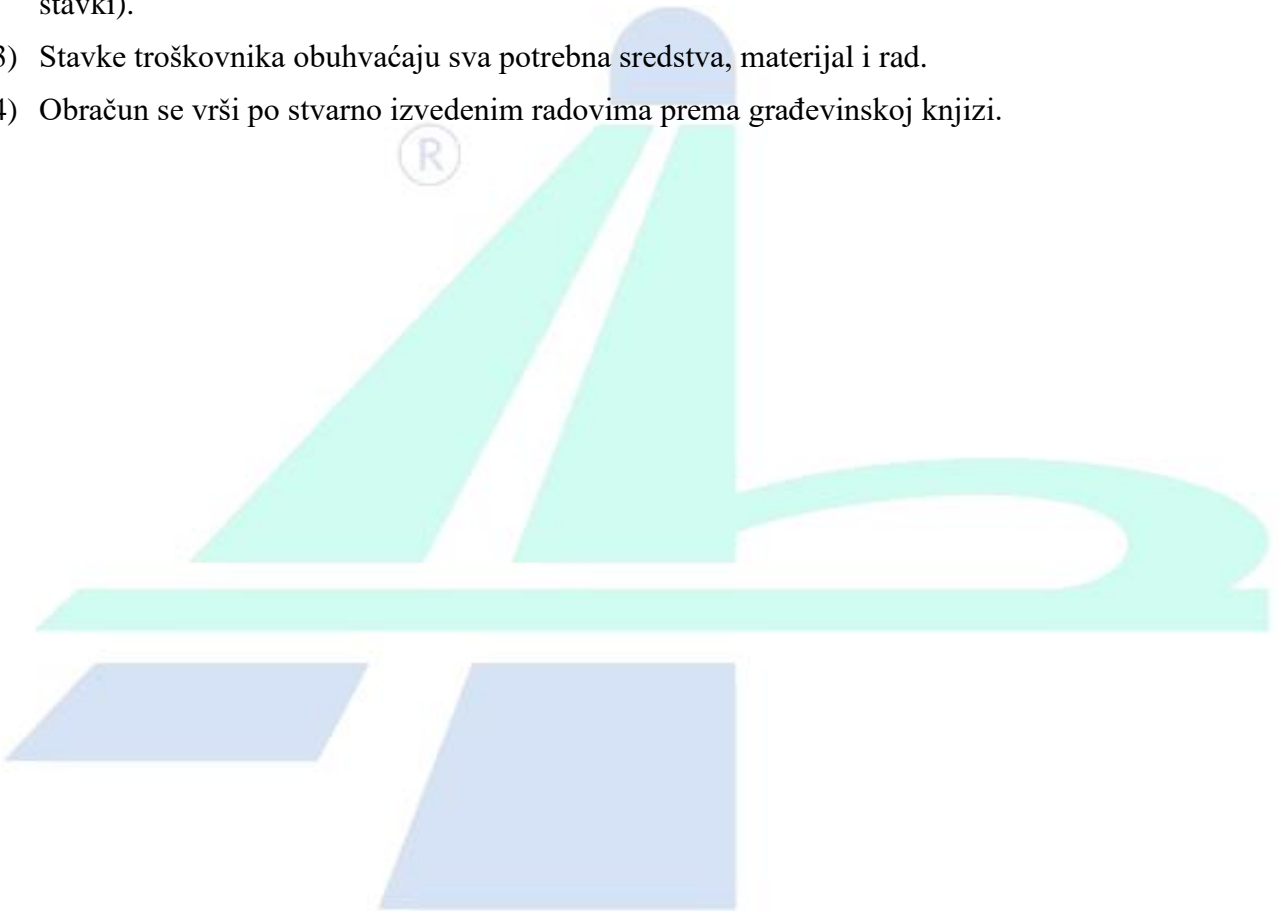 stavki).
3) Stavke troškovnika obuhvaćaju sva potrebna sredstva, materijal i rad.
4) Obračun se vrši po stvarno izvedenim radovima prema građevinskoj knjizi.
®